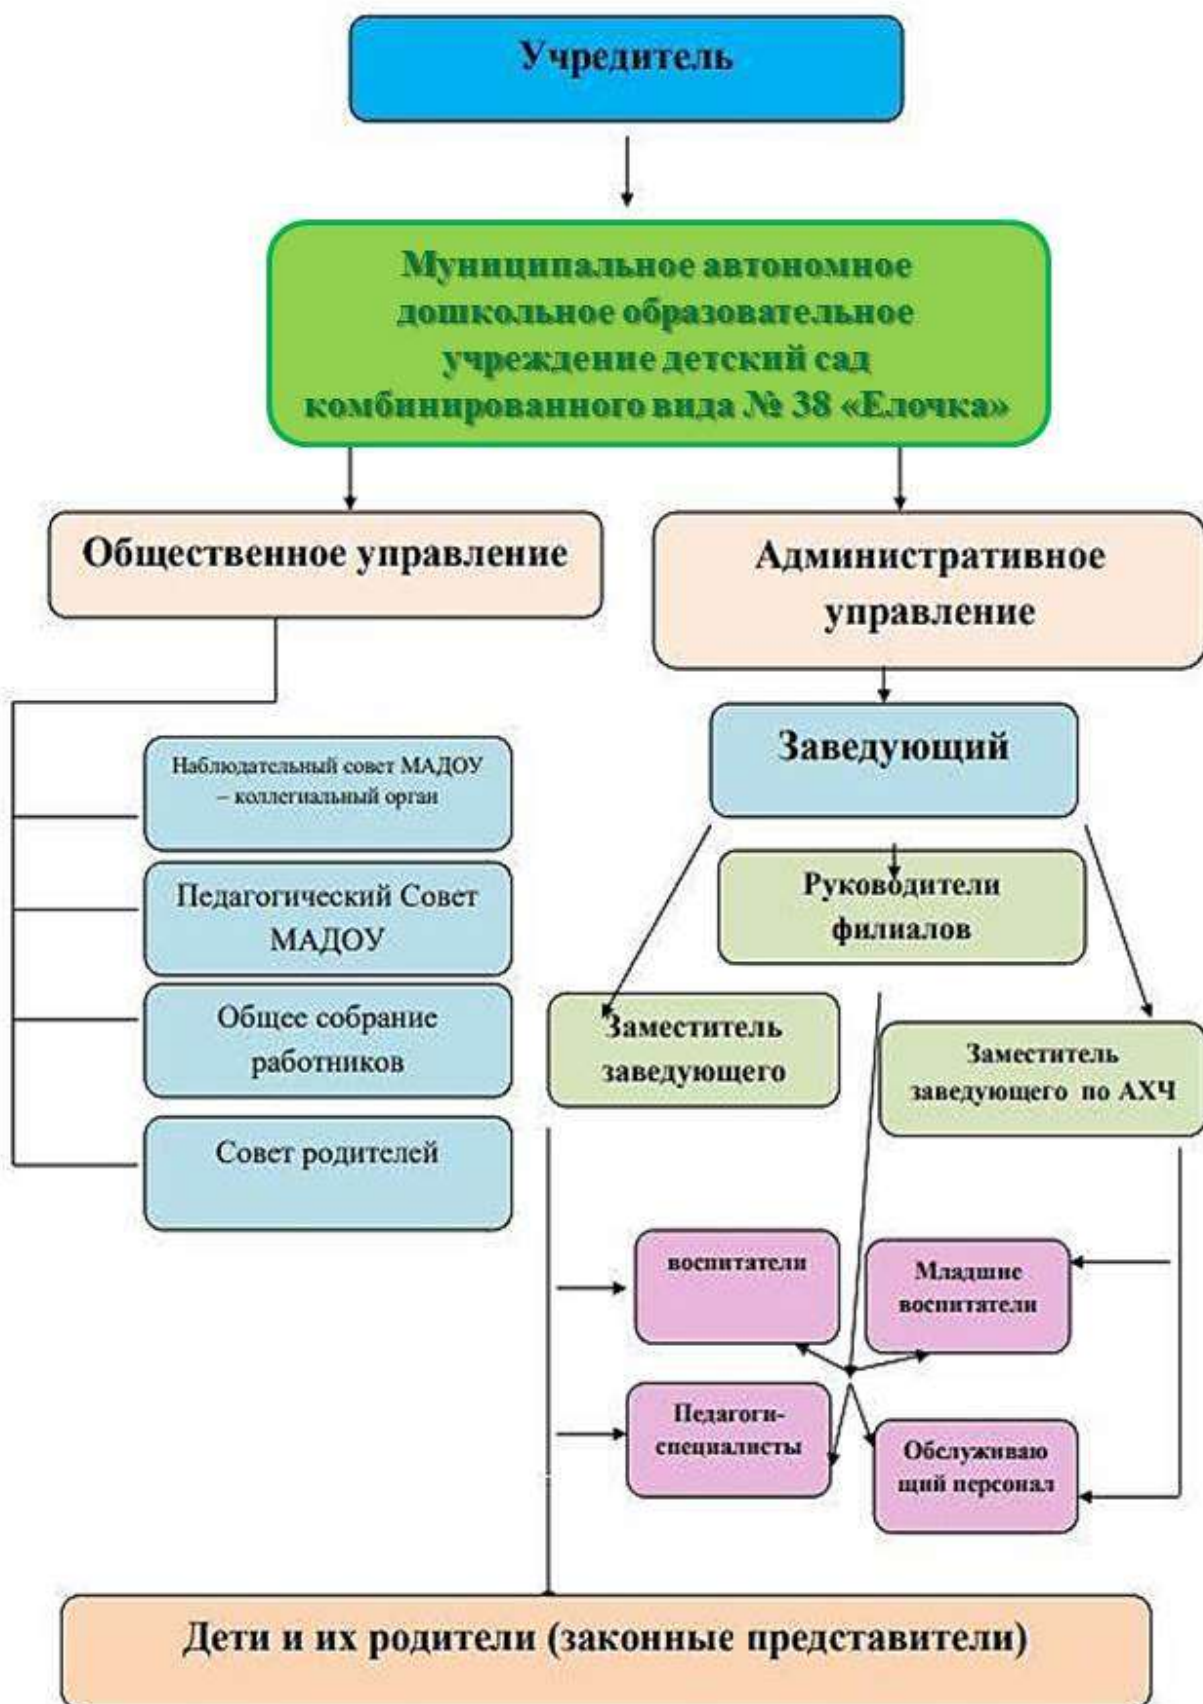 Учредитель
Муниципальное автономное
дошкольное образовательное
учреждение детский сад
комбинированного вида № 38 «Елочка»
Общественное управление
Административное
управление
Наблюдательный совет МАДОУ
– коллегиальный орган
Педагогический Совет
МАДОУ
Общее собрание
работников
Совет родителей
Заведующий
Руководители
филиалов
Заместитель
заведующего
Заместитель
заведующего по АХЧ
воспитатели
Младшие
воспитатели
Педагоги-
специалисты
Обслуживаю
щий персонал
Дети и их родители (законные представители)